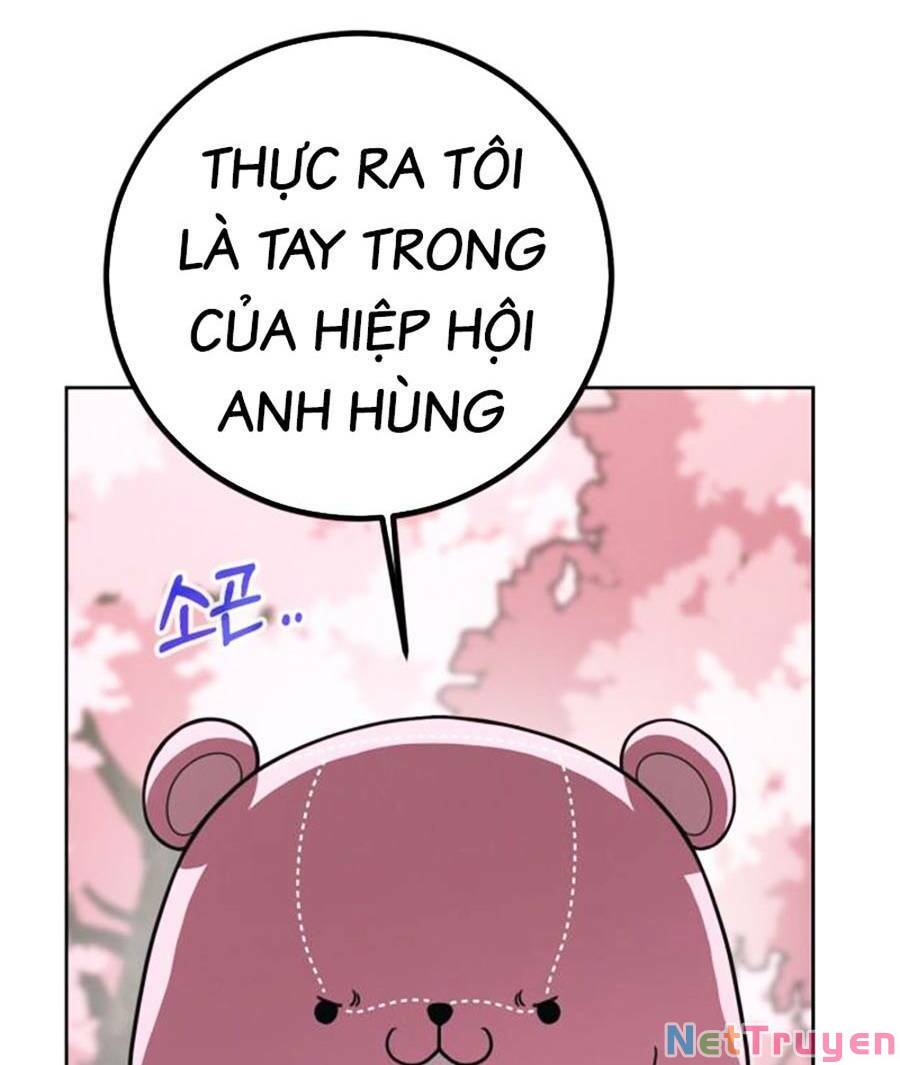 THỰC RA TÔI
LÀ TAY TRONG
CỦA HIỆP HỘI
ANH HÙNG
소곤..
NetTruyen